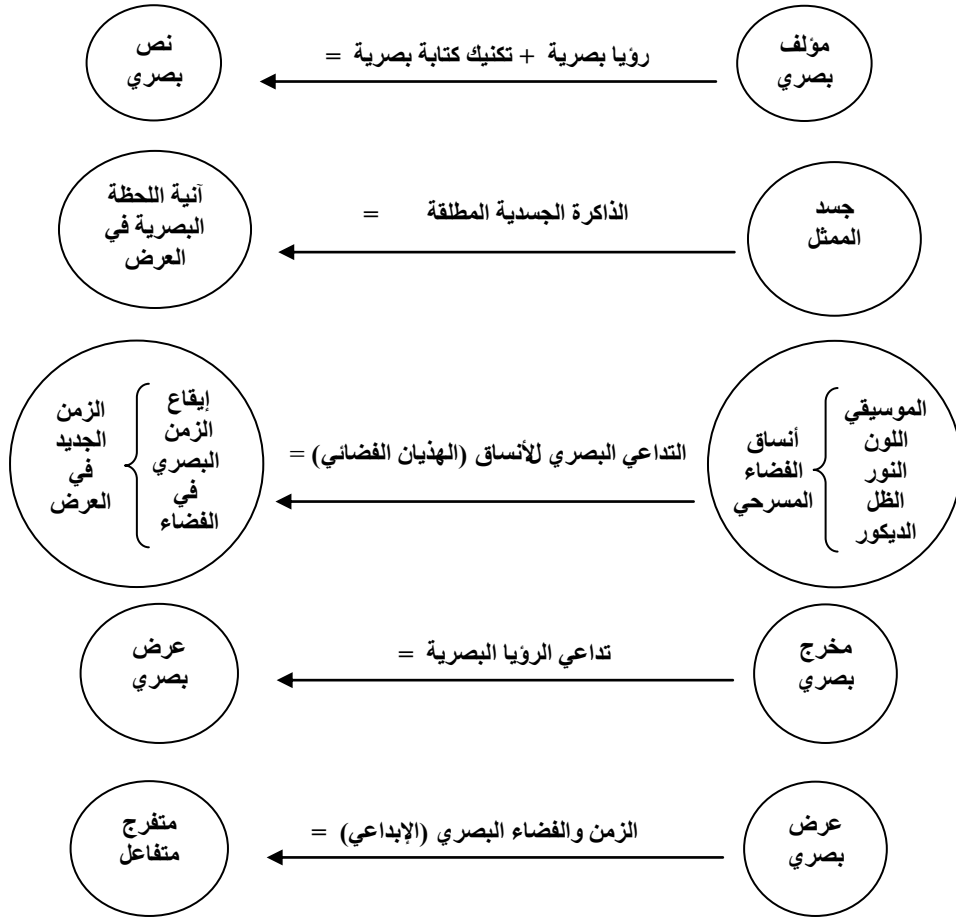 مؤلف
بصري
رؤيا بصرية + تكنيك كتابة بصرية =
نص
بصري
جسد
الممثل
الذاكرة الجسدية المطلقة =
آنية اللحظة
البصرية في
العرض
الموسيقي
اللون
النور
الظل
الديكور
أنساق
الفضاء
المسرحي
التداعي البصري للأنساق (الهذيان الفضائي) =
إيقاع
الزمن
البصري
في
الفضاء
الزمن
الجديد
في
العرض
مخرج
بصري
تداعي الرؤيا البصرية =
عرض
بصري
عرض
بصري
الزمن والفضاء البصري (الإبداعي) =
متفرج
متفاعل